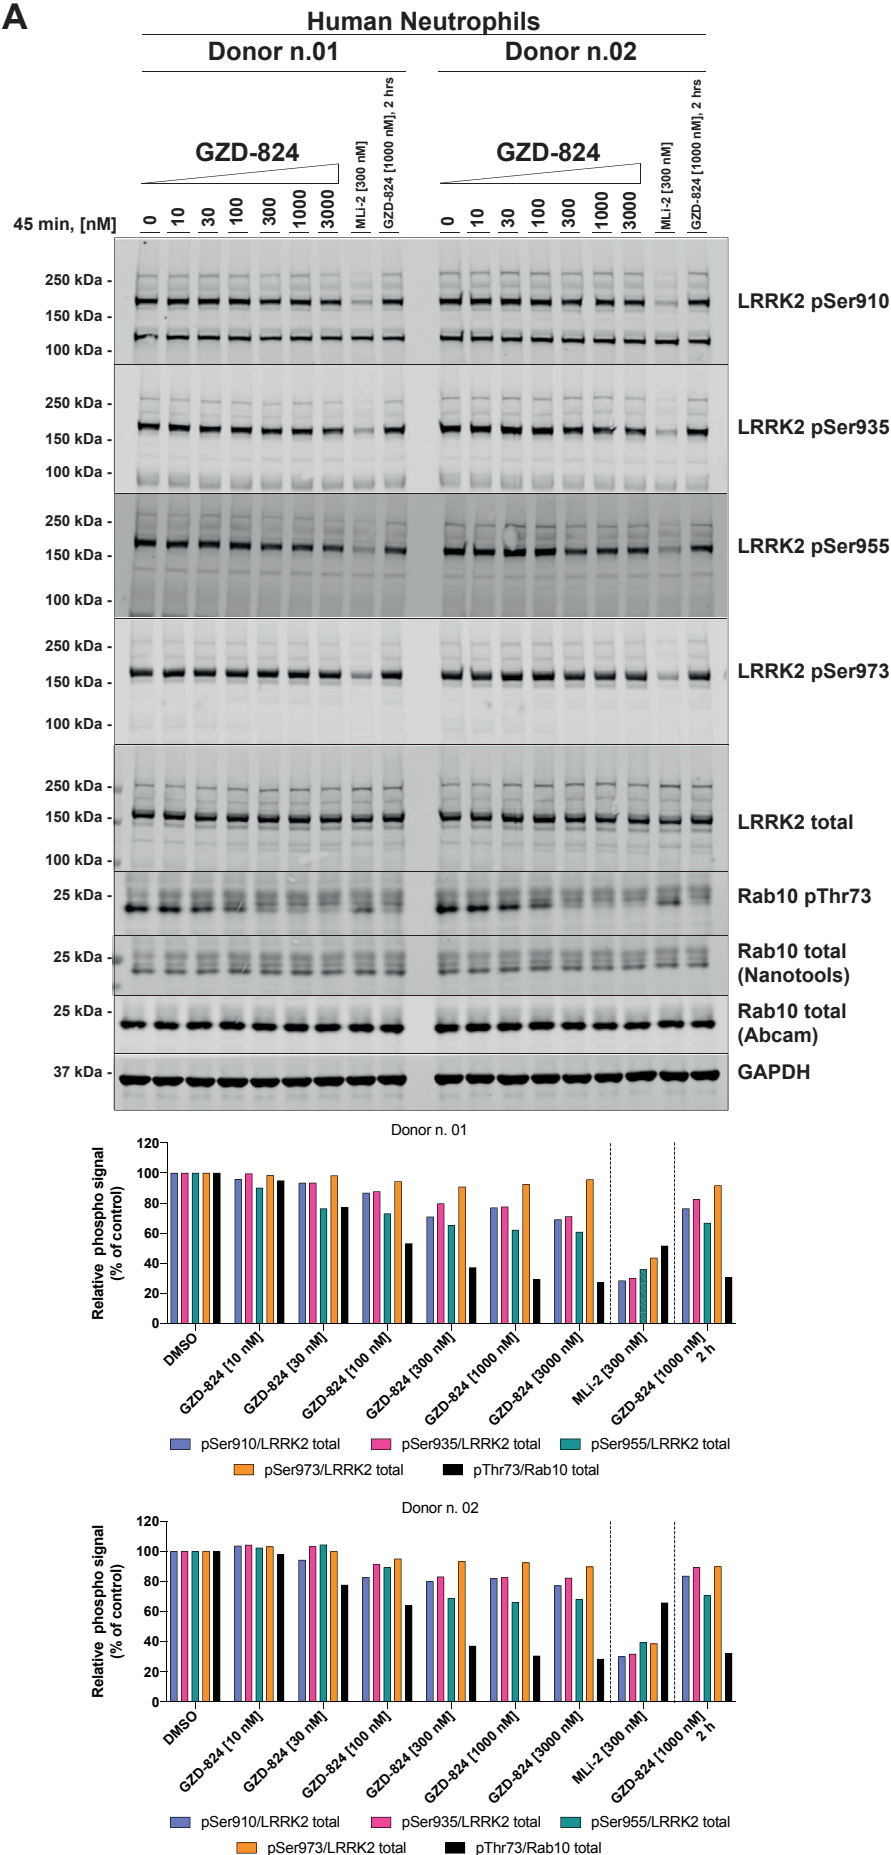 A
Human Neutrophils
Donor n.01 Donor n.02
GZD-824 MLi-2 [300 nM] GZD-824 [1000 nM], 2 hrs GZD-824 MLi-2 [300 nM] GZD-824 [1000 nM], 2 hrs
45 min, [nM] 0 10 30 100 300 1000 3000 0 10 30 100 300 1000 3000
250 kDa -
150 kDa -
100 kDa -
LRRK2 pSer910
250 kDa -
150 kDa -
100 kDa -
LRRK2 pSer935
250 kDa -
150 kDa -
100 kDa -
LRRK2 pSer955
250 kDa -
150 kDa -
100 kDa -
LRRK2 pSer973
250 kDa -
150 kDa -
100 kDa -
LRRK2 total
25 kDa -
Rab10 pThr73
25 kDa -
Rab10 total
(Nanotools)
25 kDa -
Rab10 total
(Abcam)
37 kDa -
GAPDH
Donor n. 01
Relative phospho signal
(% of control)
120
100
80
60
40
20
0
DMSO
GZD-824 [10 nM]
GZD-824 [30 nM]
GZD-824 [100 nM]
GZD-824 [300 nM]
GZD-824 [1000 nM]
GZD-824 [3000 nM]
MLi-2 [300 nM]
GZD-824 [1000 nM]
2 h
pSer910/LRRK2 total pSer935/LRRK2 total pSer955/LRRK2 total
pSer973/LRRK2 total pThr73/Rab10 total
Donor n. 02
Relative phospho signal
(% of control)
120
100
80
60
40
20
0
DMSO
GZD-824 [10 nM]
GZD-824 [30 nM]
GZD-824 [100 nM]
GZD-824 [300 nM]
GZD-824 [1000 nM]
GZD-824 [3000 nM]
MLi-2 [300 nM]
GZD-824 [1000 nM]
2 h
pSer910/LRRK2 total pSer935/LRRK2 total pSer955/LRRK2 total
pSer973/LRRK2 total pThr73/Rab10 total